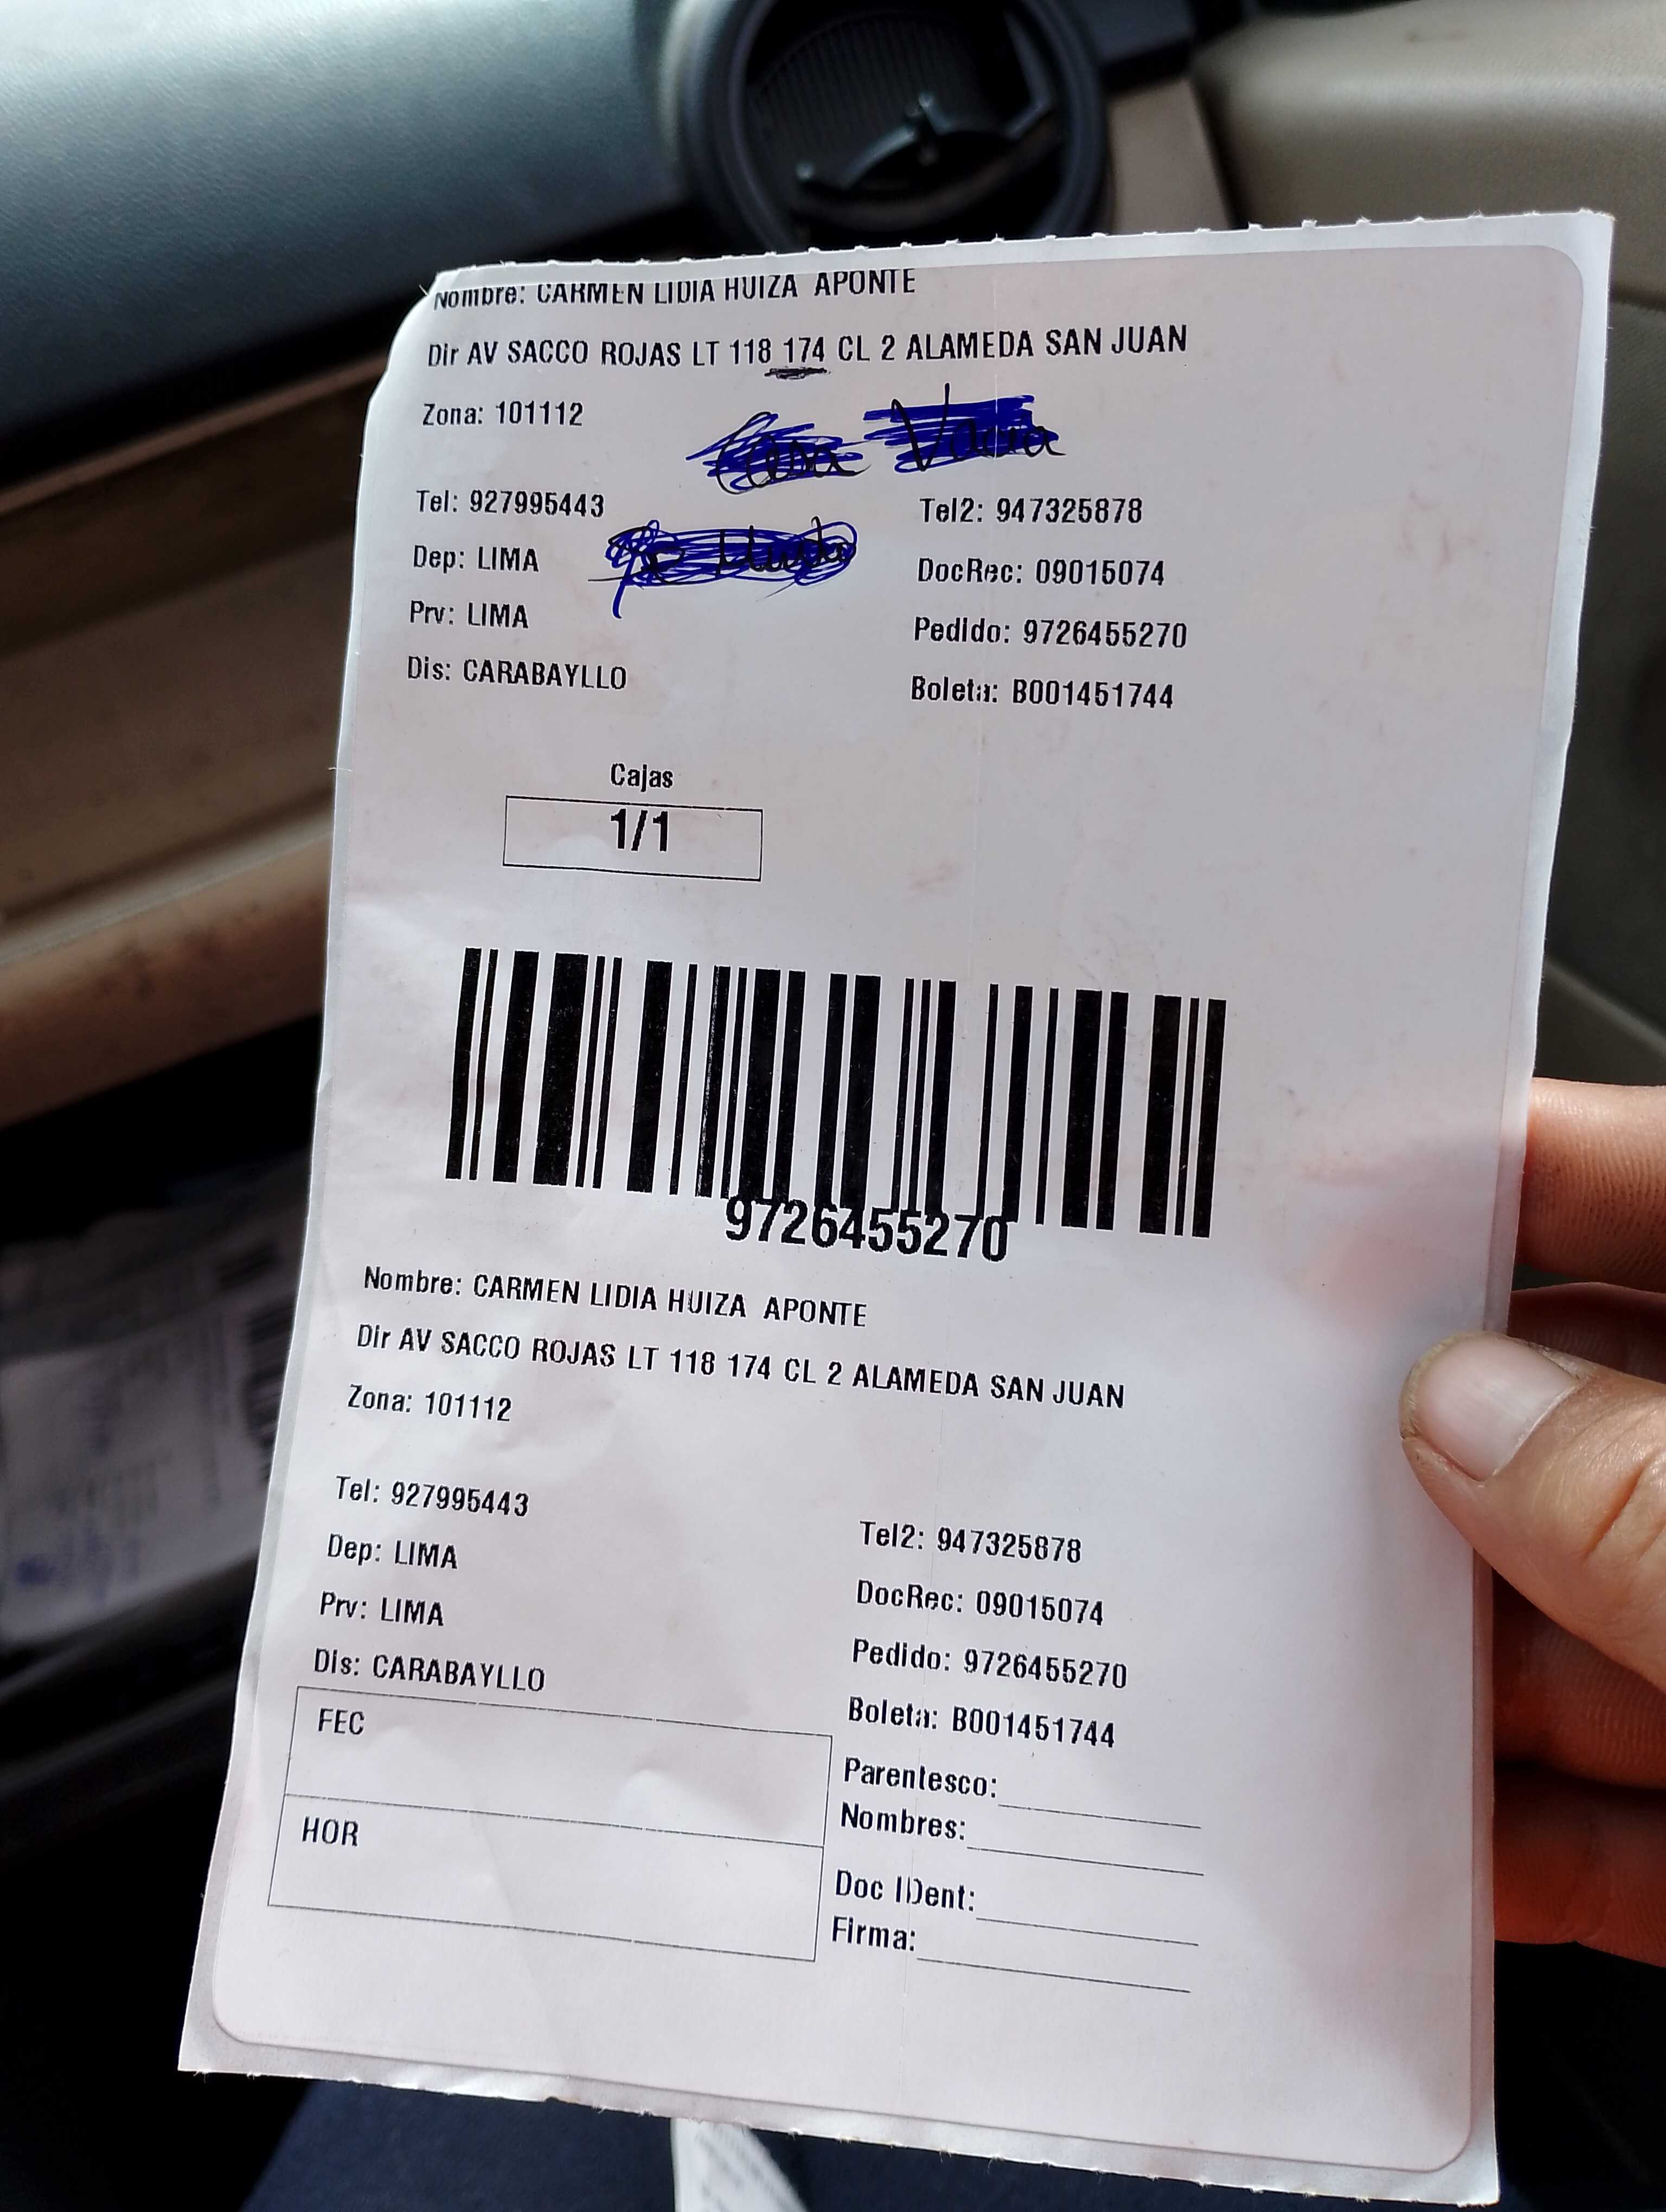 Nombre: CARMEN LIDIA HUIZA APONTE
Dir AV SACCO ROJAS LT 118 174 CL 2 ALAMEDA SAN JUAN
Zona: 101112
Vacia
Tel: 927995443 Tel2: 947325878
Dep: LIMA DocRec: 09015074
Prv: LIMA Pedido: 9726455270
Dis: CARABAYLLO Boleta: B001451744
Cajas
1/1
9726455270
Nombre: CARMEN LIDIA HUIZA APONTE
Dir AV SACCO ROJAS LT 118 174 CL 2 ALAMEDA SAN JUAN
Zona: 101112
Tel: 927995443 Tel2: 947325878
Dep: LIMA DocRec: 09015074
Prv: LIMA Pedido: 9726455270
Dis: CARABAYLLO Boleta: B001451744
FEC Parentesco:
Nombres:
HOR Doc IDent:
Firma: